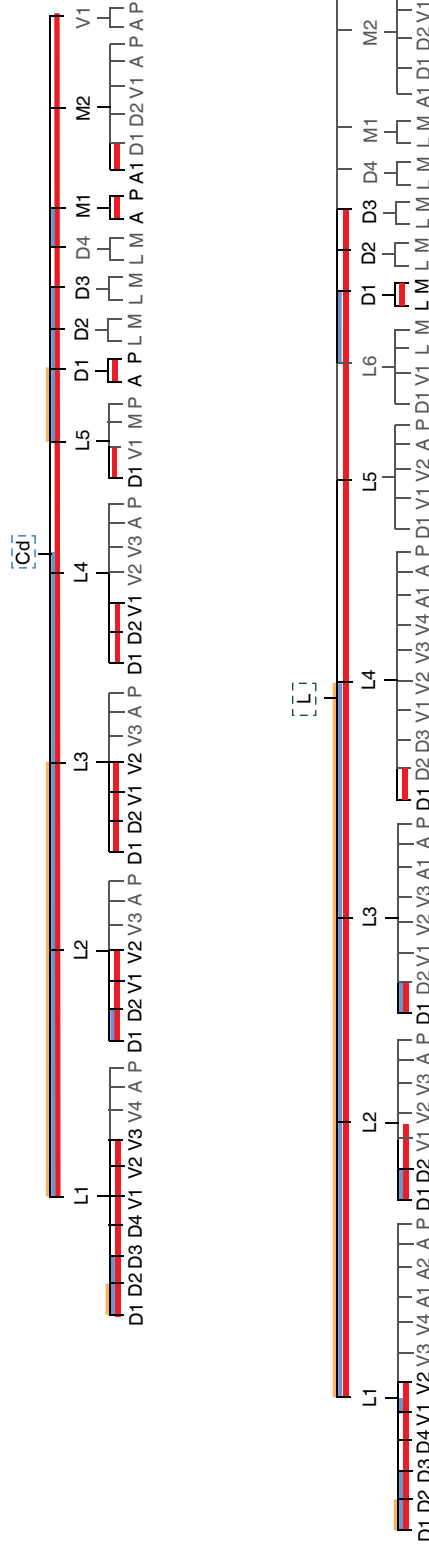 Cd
L1 L2 L3 L4 L5 D1 D2 D3 D4 M1 M2 V1
D1 D2 D3 D4 V1 V2 V3 V4 A P D1 D2 V1 V2 V3 A P D1 D2 V1 V2 V3 A P D1 D2 V1 V2 V3 A P D1 V1 M P A P L M L M L M A P A1 D1 D2 V1 A P A P
L
L1 L2 L3 L4 L5 L6 D1 D2 D3 D4 M1 M2
D1 D2 D3 D4 V1 V2 V3 V4 A1 A2 A P D1 D2 V1 V2 V3 A P D1 D2 V1 V2 V3 A1 A P D1 D2 D3 V1 V2 V3 V4 A1 A P D1 V1 V2 A P D1 V1 L M L M L M L M L M L M A1 D1 D2 V1